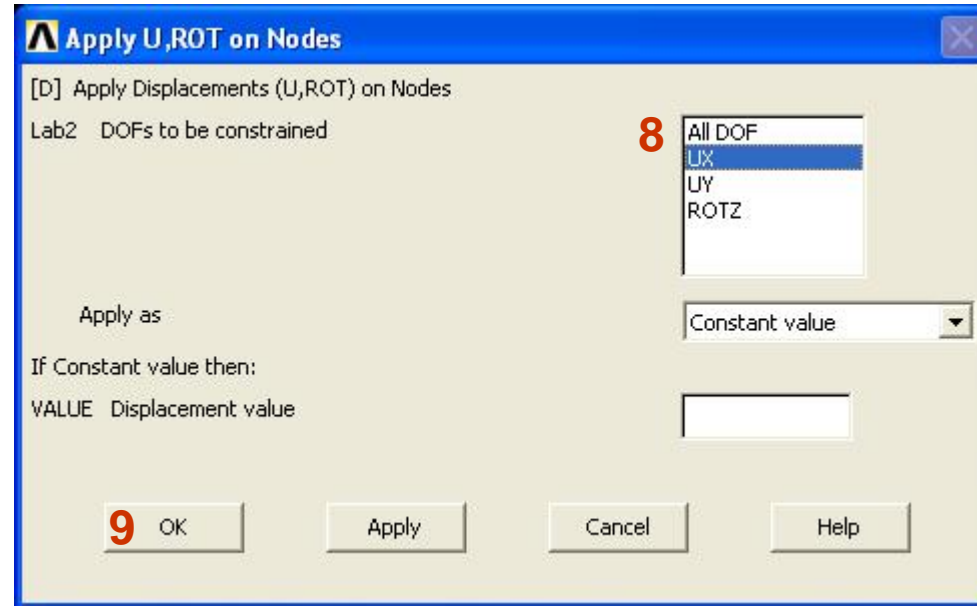 Apply U,ROT on Nodes
[D] Apply Displacements (U,ROT) on Nodes
Lab2 DOFs to be constrained
8
All DOF
UX
UY
ROTZ
Apply as
Constant value
If Constant value then:
VALUE Displacement value
9 OK Apply Cancel Help